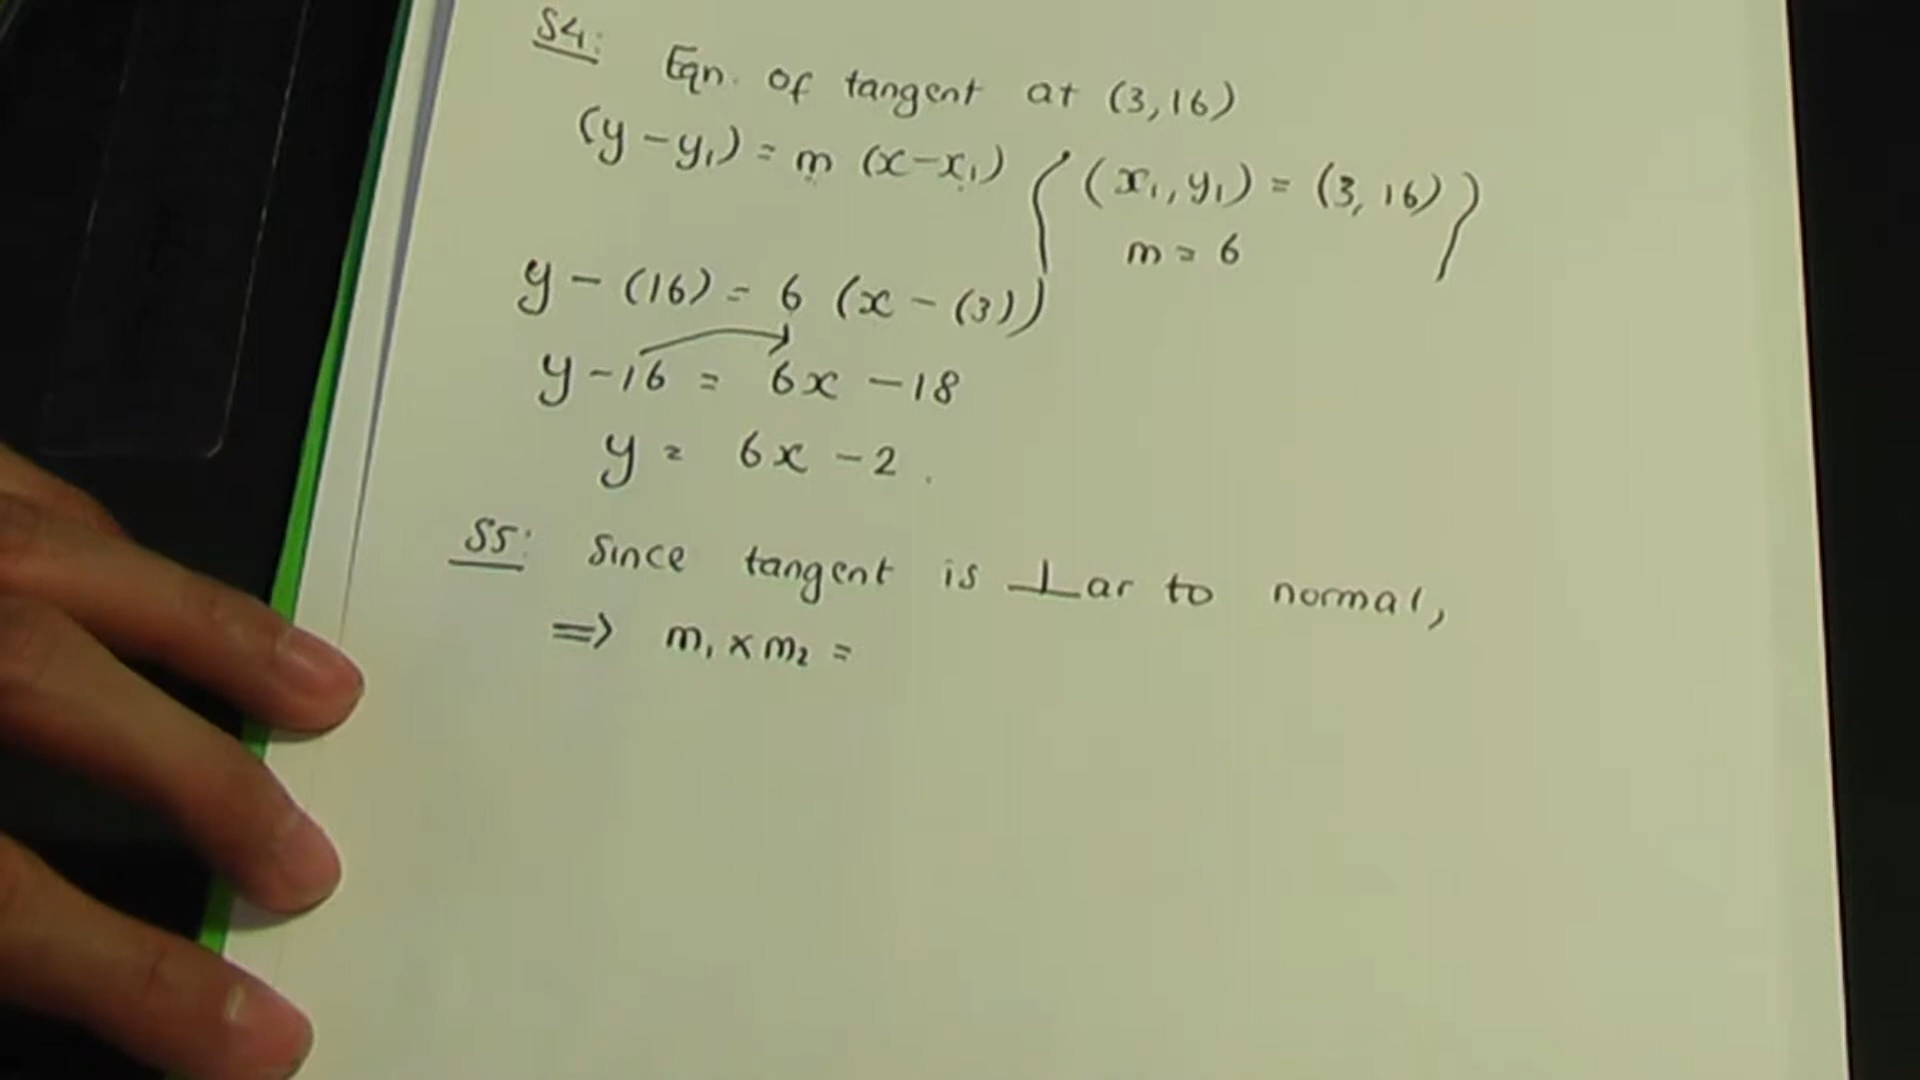 S4: Eqn. of tangent at (3,16)
(y-y₁) = m (x-x₁) { (x₁, y₁) = (3, 16) }
m = 6
y - (16) = 6 (x - (3))
y - 16 = 6x - 18
y = 6x - 2.
S5: Since tangent is ⊥ar to normal,
⇒ m₁ × m₂ =